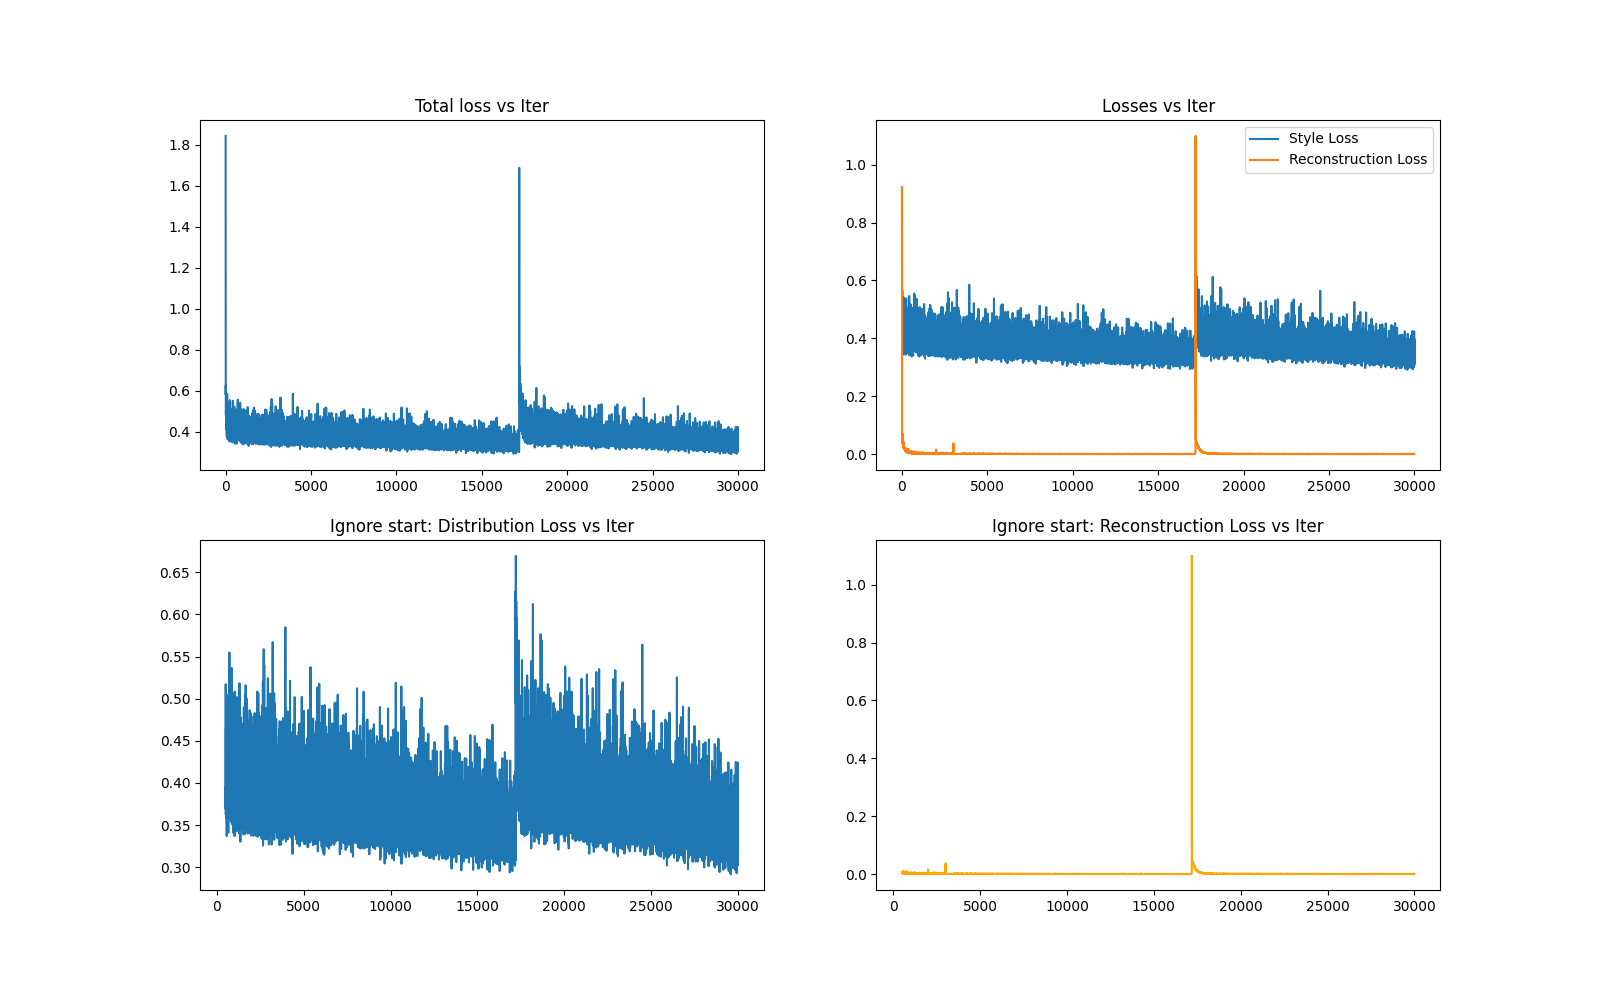 Total loss vs Iter
1.8
1.6
1.4
1.2
1.0
0.8
0.6
0.4
0 5000 10000 15000 20000 25000 30000
Losses vs Iter
Style Loss
Reconstruction Loss
1.0
0.8
0.6
0.4
0.2
0.0
0 5000 10000 15000 20000 25000 30000
Ignore start: Distribution Loss vs Iter
0.65
0.60
0.55
0.50
0.45
0.40
0.35
0.30
0 5000 10000 15000 20000 25000 30000
Ignore start: Reconstruction Loss vs Iter
1.0
0.8
0.6
0.4
0.2
0.0
0 5000 10000 15000 20000 25000 30000